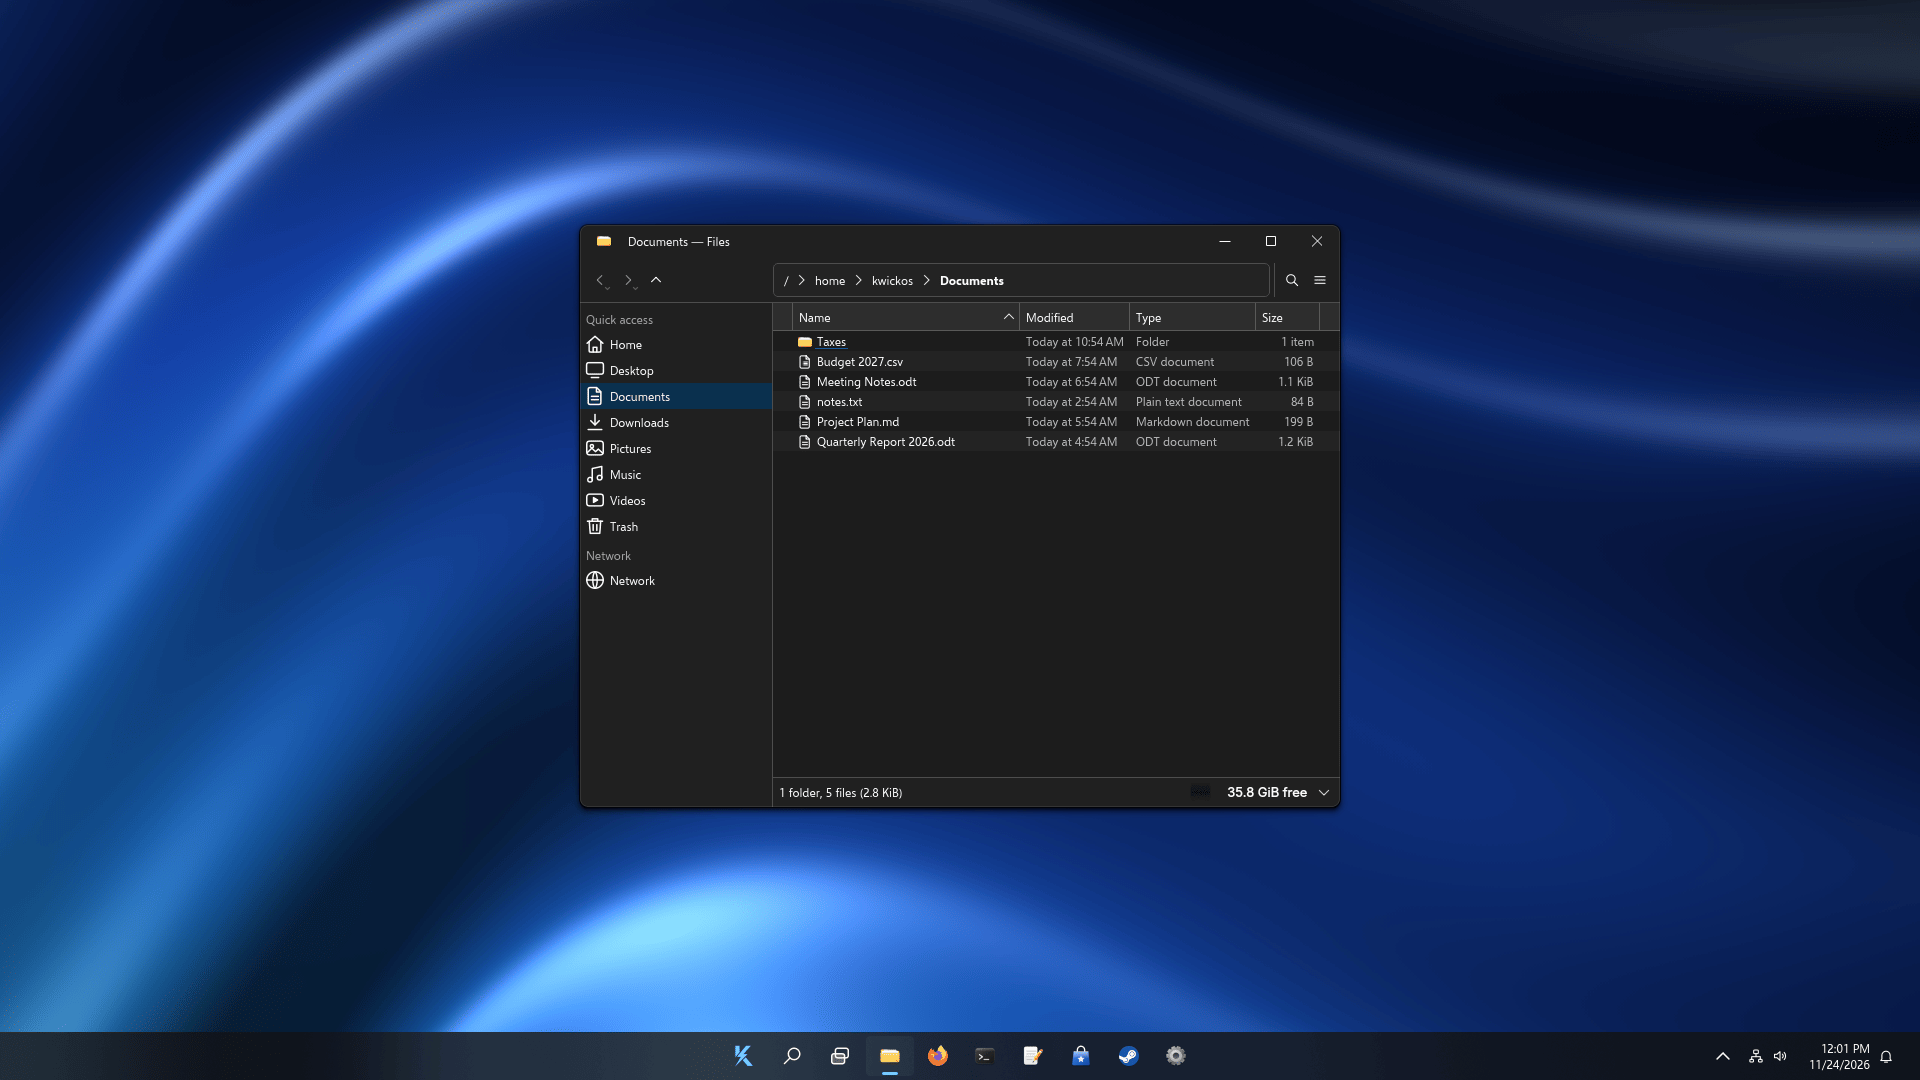 Documents — Files
/ home kwickos Documents
Quick access
Home
Desktop
Documents
Downloads
Pictures
Music
Videos
Trash
Network
Network
Name Modified Type Size
Taxes Today at 10:54 AM Folder 1 item
Budget 2027.csv Today at 7:54 AM CSV document 106 B
Meeting Notes.odt Today at 6:54 AM ODT document 1.1 KiB
notes.txt Today at 2:54 AM Plain text document 84 B
Project Plan.md Today at 5:54 AM Markdown document 199 B
Quarterly Report 2026.odt Today at 4:54 AM ODT document 1.2 KiB
1 folder, 5 files (2.8 KiB) 35.8 GiB free
12:01 PM
11/24/2026